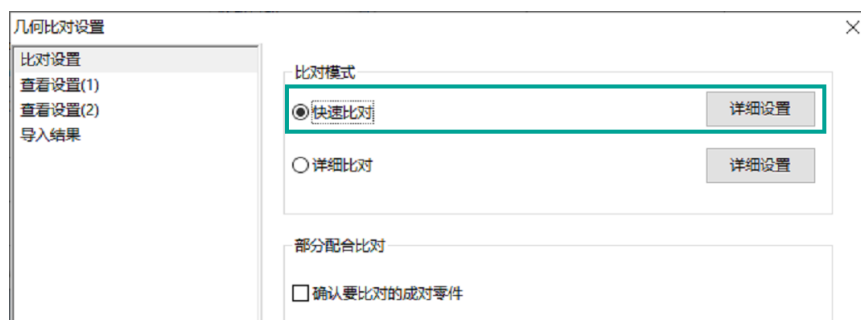 几何比对设置
比对设置
查看设置(1)
查看设置(2)
导入结果
比对模式
快速比对
详细设置
详细比对
详细设置
部分配合比对
确认要比对的成对零件